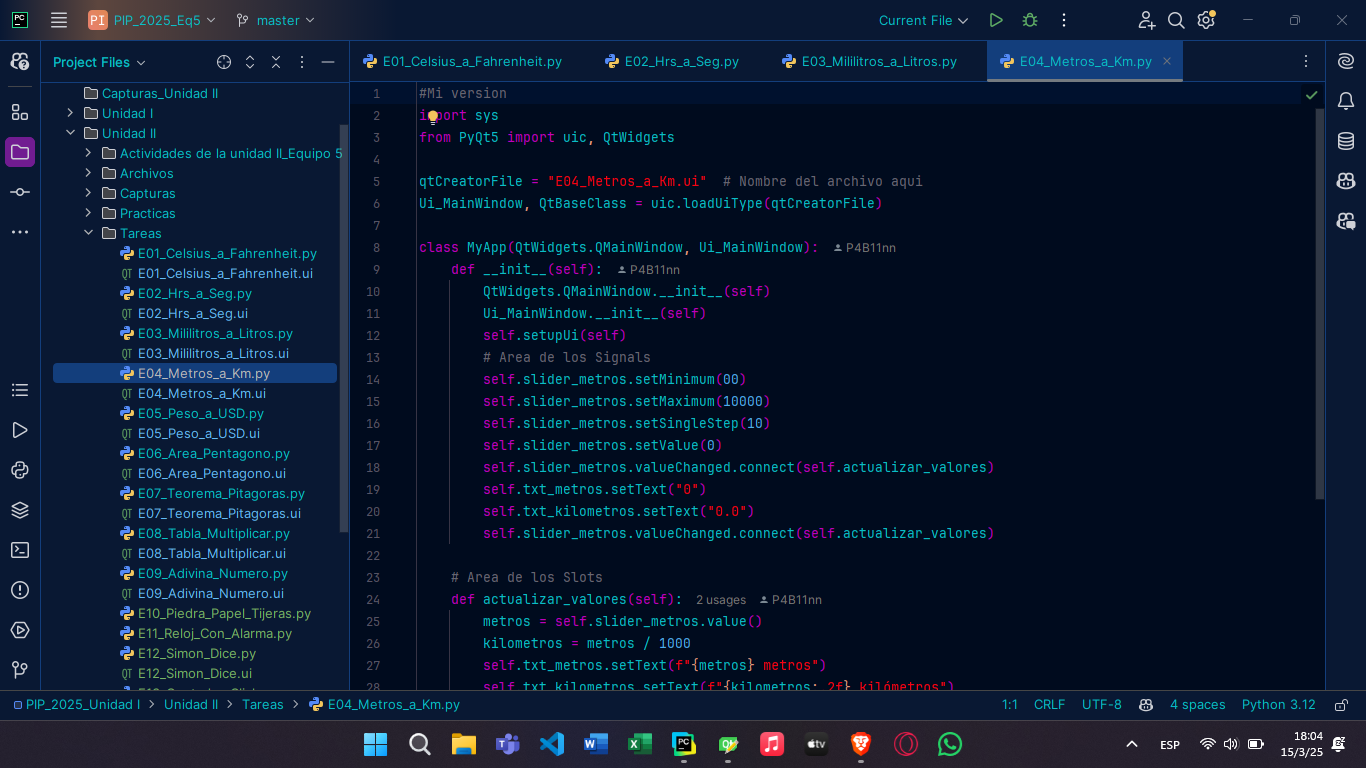 PC
PI PIP_2025_Eq5
master
Current File
Project Files
E01_Celsius_a_Fahrenheit.py
E02_Hrs_a_Seg.py
E03_Mililitros_a_Litros.py
E04_Metros_a_Km.py
Capturas_Unidad II
Unidad I
Unidad II
Actividades de la unidad II_Equipo 5
Archivos
Capturas
Practicas
Tareas
E01_Celsius_a_Fahrenheit.py
QT E01_Celsius_a_Fahrenheit.ui
E02_Hrs_a_Seg.py
QT E02_Hrs_a_Seg.ui
E03_Mililitros_a_Litros.py
QT E03_Mililitros_a_Litros.ui
E04_Metros_a_Km.py
QT E04_Metros_a_Km.ui
E05_Peso_a_USD.py
QT E05_Peso_a_USD.ui
E06_Area_Pentagono.py
QT E06_Area_Pentagono.ui
E07_Teorema_Pitagoras.py
QT E07_Teorema_Pitagoras.ui
E08_Tabla_Multiplicar.py
QT E08_Tabla_Multiplicar.ui
E09_Adivina_Numero.py
QT E09_Adivina_Numero.ui
E10_Piedra_Papel_Tijeras.py
E11_Reloj_Con_Alarma.py
E12_Simon_Dice.py
QT E12_Simon_Dice.ui
1 #Mi version
2 import sys
3 from PyQt5 import uic, QtWidgets
4
5 qtCreatorFile = "E04_Metros_a_Km.ui"  # Nombre del archivo aqui
6 Ui_MainWindow, QtBaseClass = uic.loadUiType(qtCreatorFile)
7
8 class MyApp(QtWidgets.QMainWindow, Ui_MainWindow): P4B11nn
9 def __init__(self): P4B11nn
10 QtWidgets.QMainWindow.__init__(self)
11 Ui_MainWindow.__init__(self)
12 self.setupUi(self)
13 # Area de los Signals
14 self.slider_metros.setMinimum(00)
15 self.slider_metros.setMaximum(10000)
16 self.slider_metros.setSingleStep(10)
17 self.slider_metros.setValue(0)
18 self.slider_metros.valueChanged.connect(self.actualizar_valores)
19 self.txt_metros.setText("0")
20 self.txt_kilometros.setText("0.0")
21 self.slider_metros.valueChanged.connect(self.actualizar_valores)
22
23 # Area de los Slots
24 def actualizar_valores(self): 2 usages P4B11nn
25 metros = self.slider_metros.value()
26 kilometros = metros / 1000
27 self.txt_metros.setText(f"{metros} metros")
28 self.txt_kilometros.setText(f"{kilometros:.2f} kilómetros")
PIP_2025_Unidad I > Unidad II > Tareas > E04_Metros_a_Km.py
1:1 CRLF UTF-8 4 spaces Python 3.12
tv
ESP
18:04
15/3/25